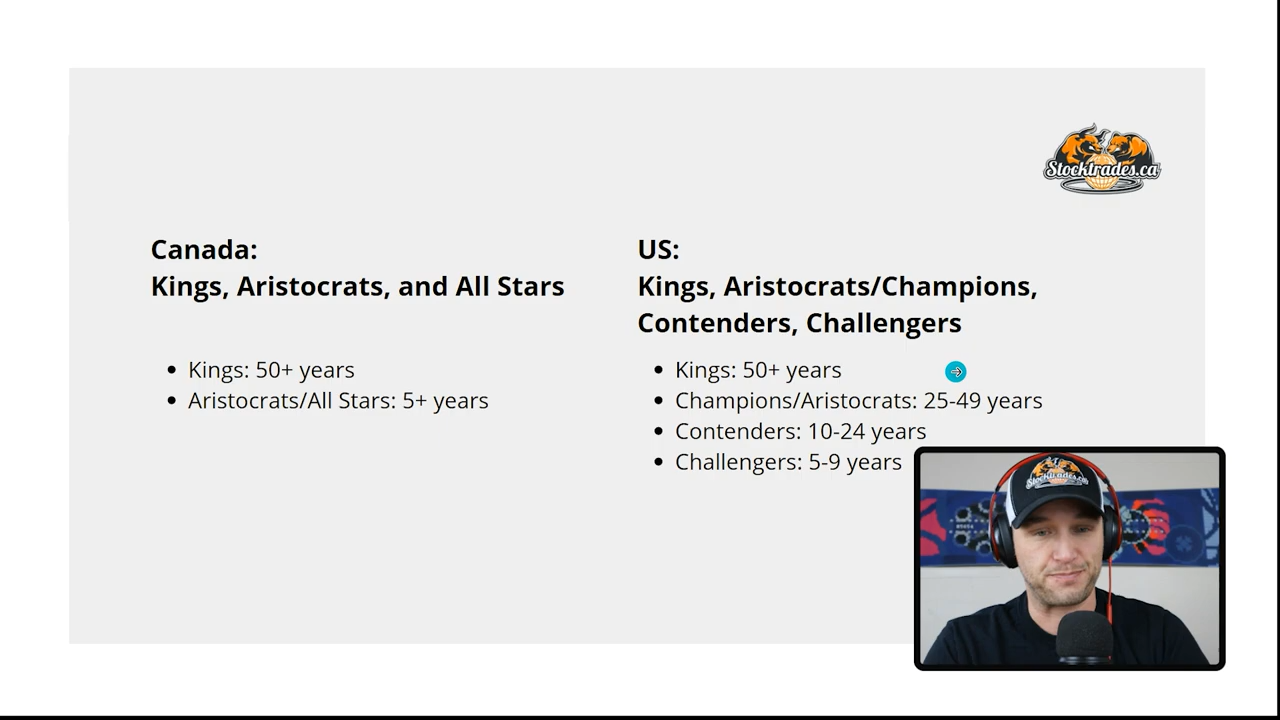 Stocktrades.ca
Canada:
Kings, Aristocrats, and All Stars
• Kings: 50+ years
• Aristocrats/All Stars: 5+ years
US:
Kings, Aristocrats/Champions,
Contenders, Challengers
• Kings: 50+ years
• Champions/Aristocrats: 25-49 years
• Contenders: 10-24 years
• Challengers: 5-9 years
Stocktrades.ca